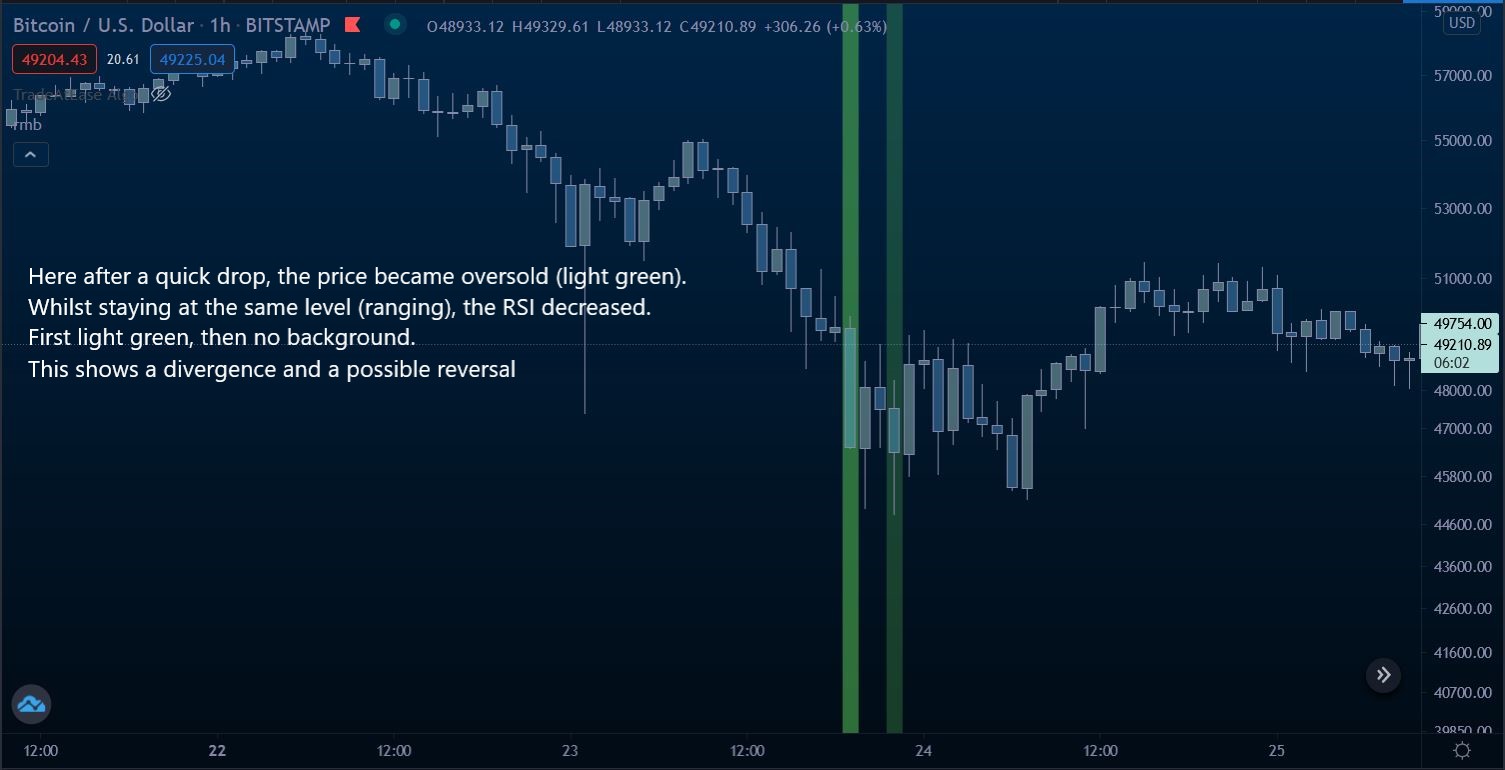 Bitcoin / U.S. Dollar · 1h · BITSTAMP O48933.12 H49329.61 L48933.12 C49210.89 +306.26 (+0.63%)
49204.43 20.61 49225.04
TradeAtEase
rmb
Here after a quick drop, the price became oversold (light green).
Whilst staying at the same level (ranging), the RSI decreased.
First light green, then no background.
This shows a divergence and a possible reversal
59000.00
USD
57000.00
55000.00
53000.00
51000.00
49754.00
49210.89
06:02
48000.00
47000.00
45800.00
44600.00
43600.00
42600.00
41600.00
40700.00
39850.00
12:00 22 12:00 23 12:00 24 12:00 25